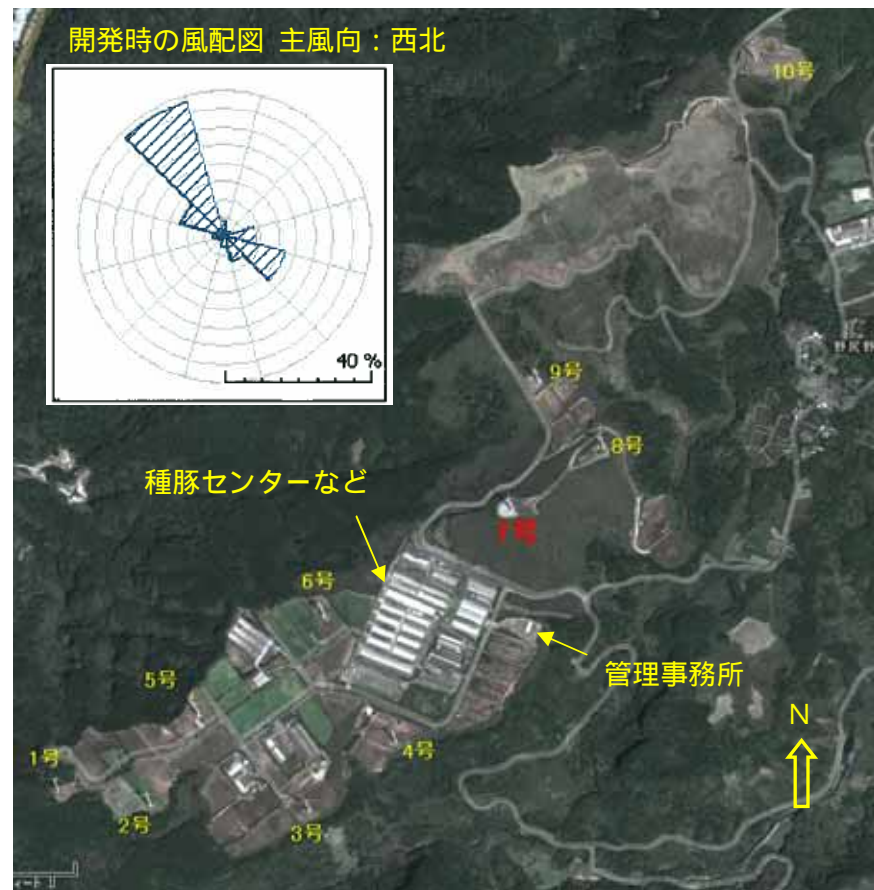 開発時の風配図 主風向：西北
40 %
10号
9号
8号
7号
種豚センターなど
6号
管理事務所
5号
4号
N
1号
2号
3号